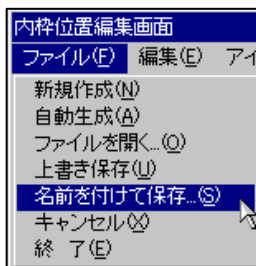 内枠位置編集画面
ファイル(F) 編集(E) アイ
新規作成(N)
自動生成(A)
ファイルを開く...(O)
上書き保存(U)
名前を付けて保存...(S)
キャンセル(X)
終 了(E)